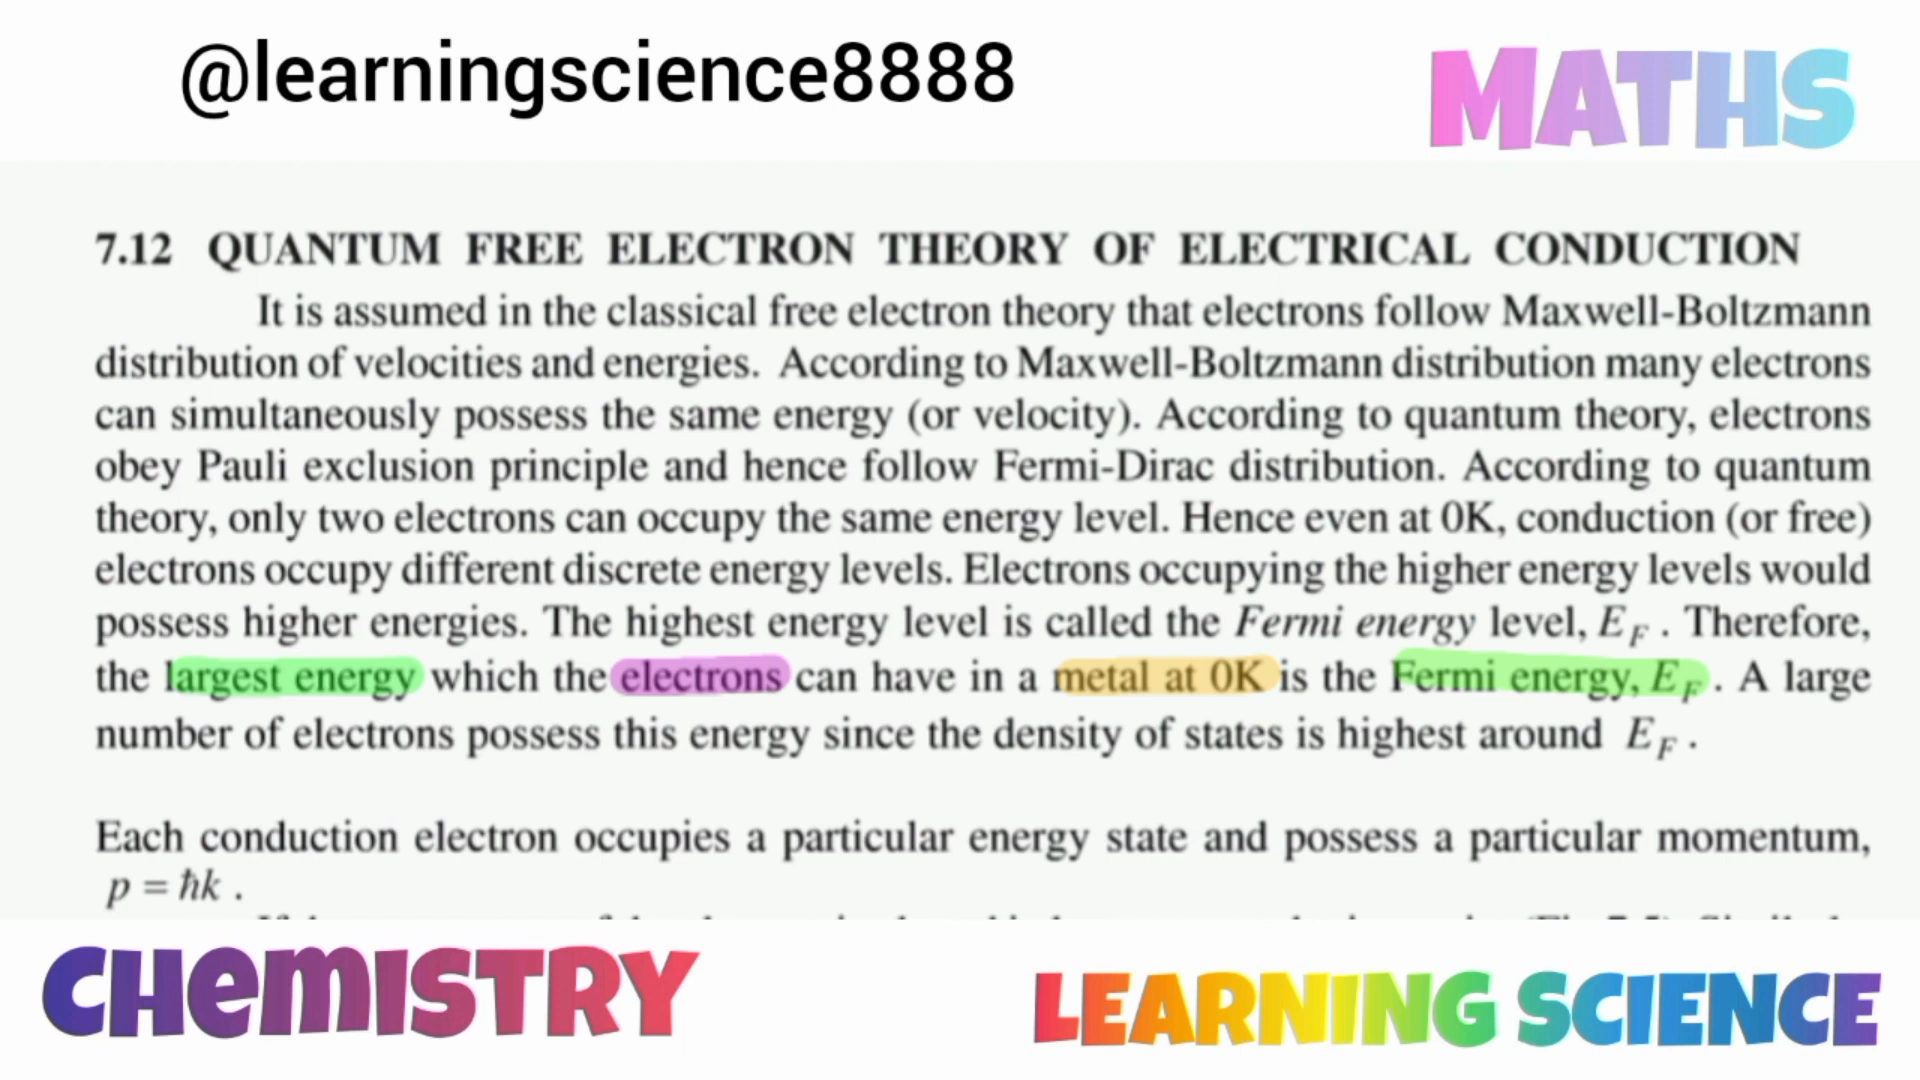 @learningscience8888
MATHS
7.12 QUANTUM FREE ELECTRON THEORY OF ELECTRICAL CONDUCTION
It is assumed in the classical free electron theory that electrons follow Maxwell-Boltzmann
distribution of velocities and energies. According to Maxwell-Boltzmann distribution many electrons
can simultaneously possess the same energy (or velocity). According to quantum theory, electrons
obey Pauli exclusion principle and hence follow Fermi-Dirac distribution. According to quantum
theory, only two electrons can occupy the same energy level. Hence even at 0K, conduction (or free)
electrons occupy different discrete energy levels. Electrons occupying the higher energy levels would
possess higher energies. The highest energy level is called the Fermi energy level, E_F . Therefore,
the largest energy which the electrons can have in a metal at 0K is the Fermi energy, E_F . A large
number of electrons possess this energy since the density of states is highest around E_F .
Each conduction electron occupies a particular energy state and possess a particular momentum,
p = ħk .
CHEMISTRY
LEARNING SCIENCE